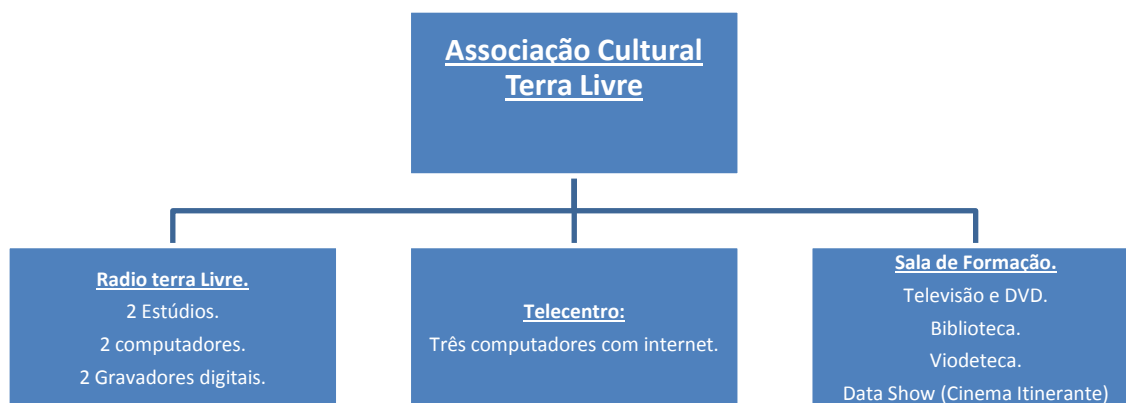 Associação Cultural
Terra Livre
Radio terra Livre.
2 Estúdios.
2 computadores.
2 Gravadores digitais.
Telecentro:
Três computadores com internet.
Sala de Formação.
Televisão e DVD.
Biblioteca.
Viodeteca.
Data Show (Cinema Itinerante)